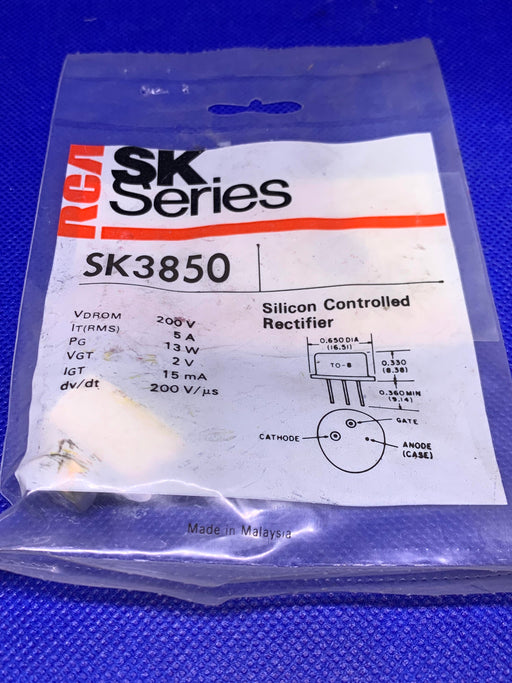 RCA
SK
Series
SK3850
VDROM 200 V
IT(RMS) 5 A
PG 13 W
VGT 2 V
IGT 15 mA
dv/dt 200 V/µs
Silicon Controlled
Rectifier
0.650 DIA
(16.51)
TO-8
0.330
(8.38)
0.360 MIN
(9.14)
GATE
CATHODE
ANODE
(CASE)
Made in Malaysia